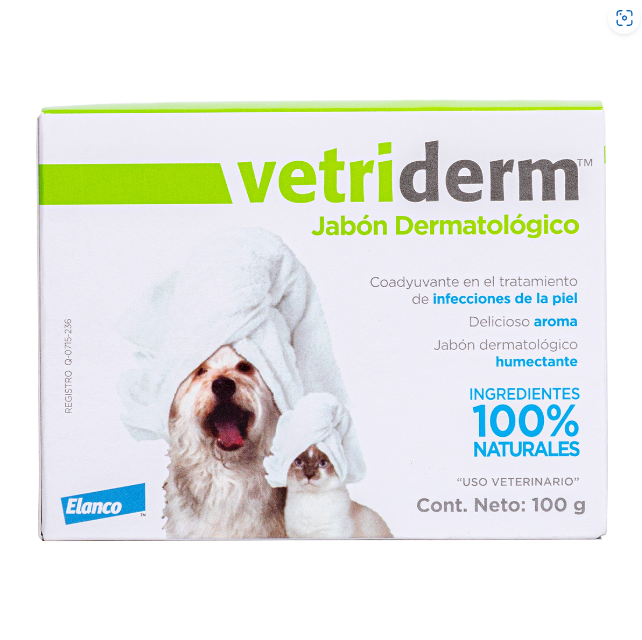 vetriderm™
Jabón Dermatológico
Coadyuvante en el tratamiento
de infecciones de la piel
Delicioso aroma
Jabón dermatológico
humectante
INGREDIENTES
100%
NATURALES
"USO VETERINARIO"
Cont. Neto: 100 g
REGISTRO Q-0715-236
Elanco™